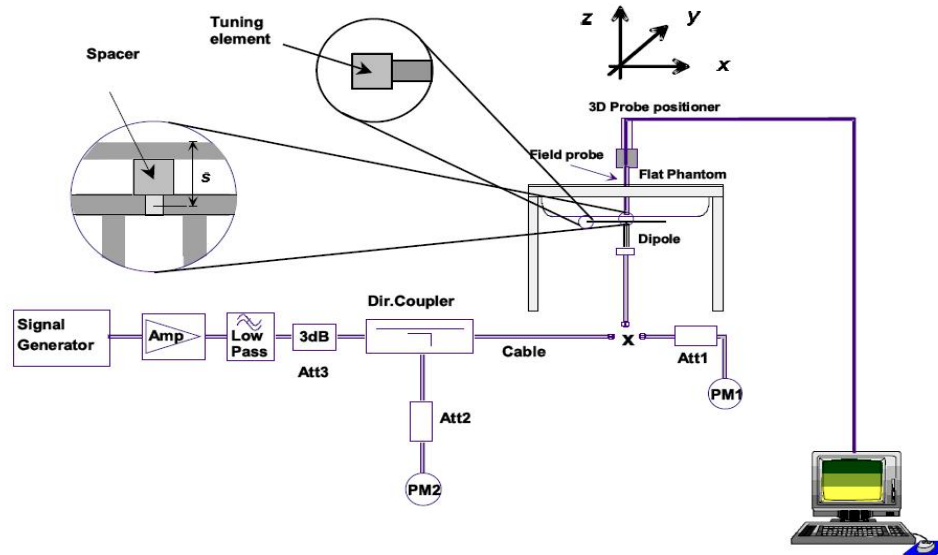 Tuning
element
Spacer
z
y
x
3D Probe positioner
Field probe
Flat Phantom
s
Dipole
Signal
Generator
Amp
Low
Pass
3dB
Att3
Dir.Coupler
Cable
x
Att1
PM1
Att2
PM2